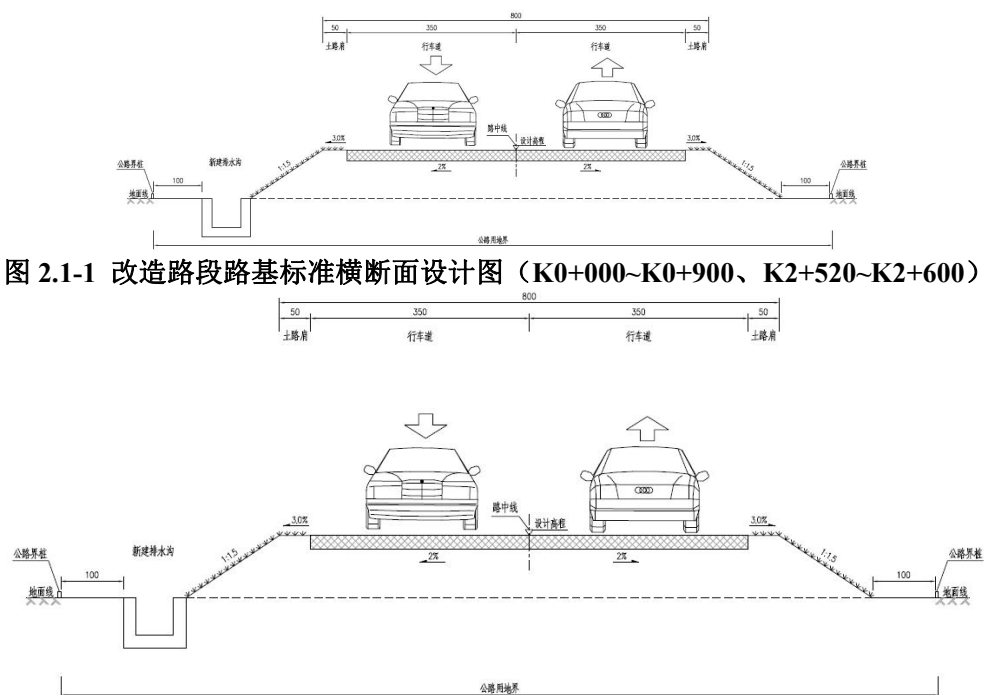 800
50 350 350 50
土路肩 行车道 行车道 土路肩
路中线 设计高程
3.0% 3.0%
新建排水沟 1:1.5 2% 2% 1:1.5
公路界桩 100 100 公路界桩
地面线 地面线
公路用地界
图 2.1-1 改造路段路基标准横断面设计图（K0+000~K0+900、K2+520~K2+600）
800
50 350 350 50
土路肩 行车道 行车道 土路肩
路中线
3.0% 设计高程 3.0%
新建排水沟 1:1.5 2% 2% 1:1.5
公路界桩 100 100 公路界桩
地面线 地面线
公路用地界